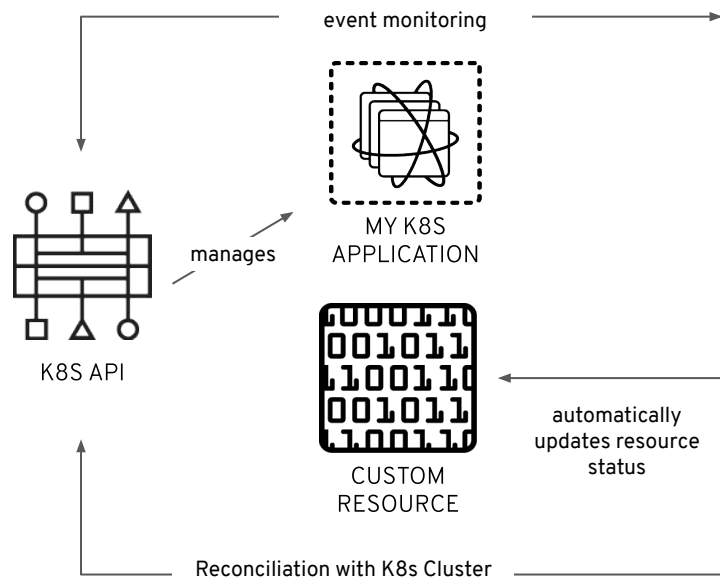 event monitoring
MY K8S
APPLICATION
manages
K8S API
CUSTOM
RESOURCE
automatically
updates resource
status
Reconciliation with K8s Cluster